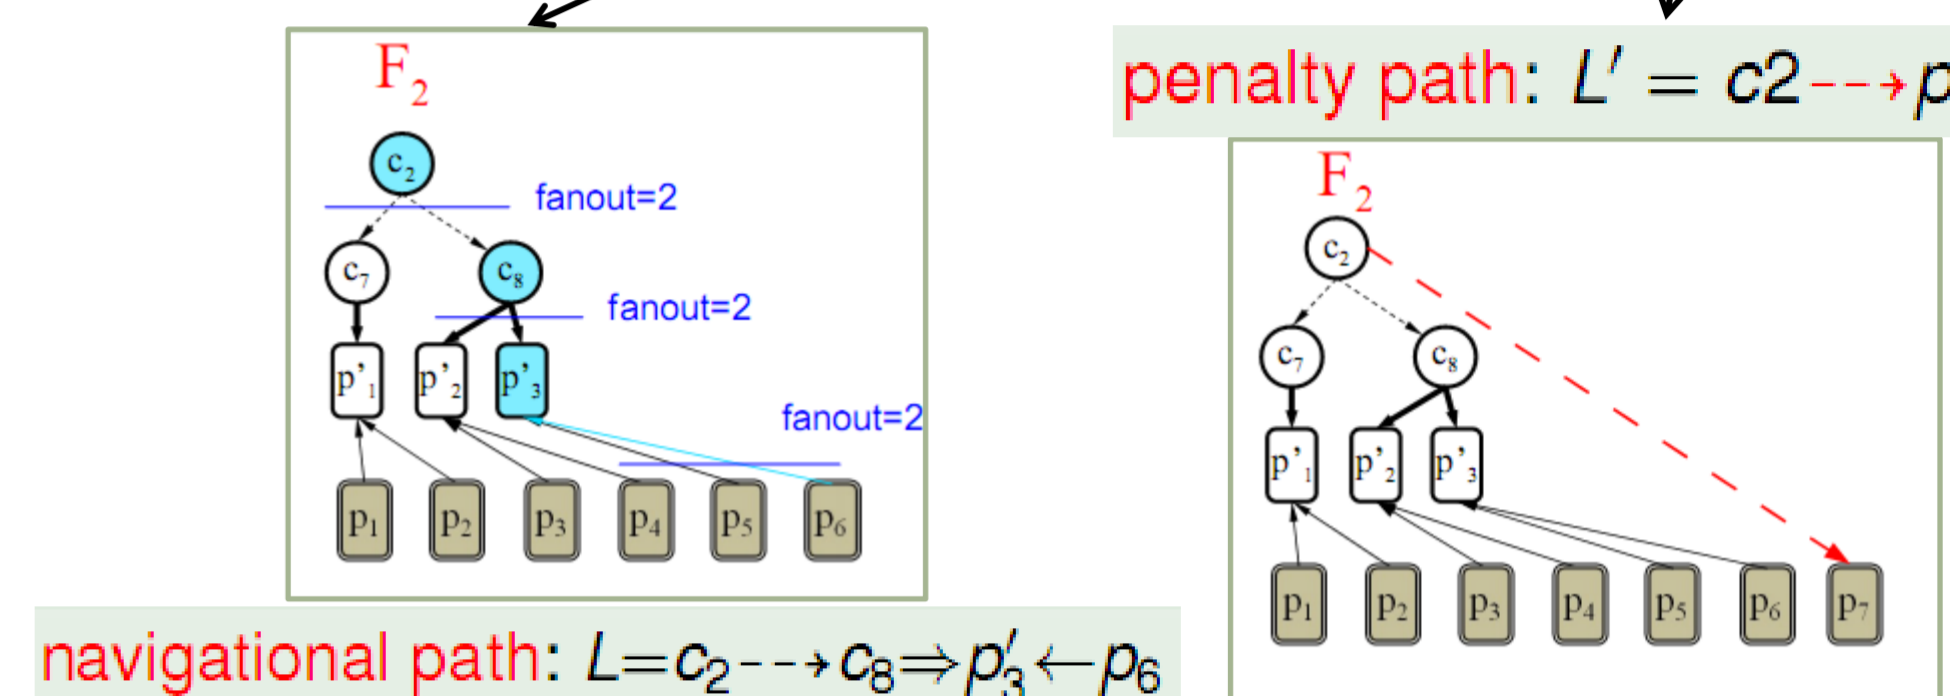 F₂
c₂
fanout=2
c₇ c₈
fanout=2
p'₁ p'₂ p'₃
fanout=2
p₁ p₂ p₃ p₄ p₅ p₆
navigational path: L=c₂- -→c₈⇒p'₃←p₆
penalty path: L' = c2- -→p
F₂
c₂
c₇ c₈
p'₁ p'₂ p'₃
p₁ p₂ p₃ p₄ p₅ p₆ p₇